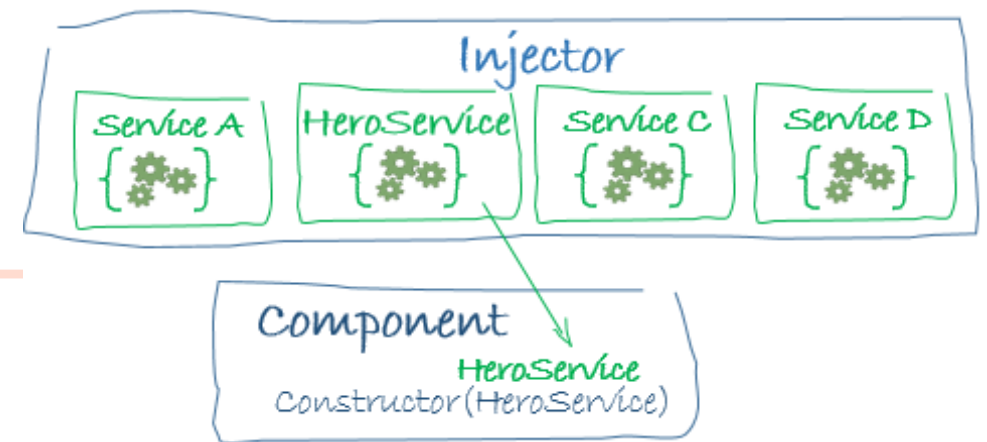 Injector
Service A HeroService Service C Service D
Component
HeroService
Constructor(HeroService)